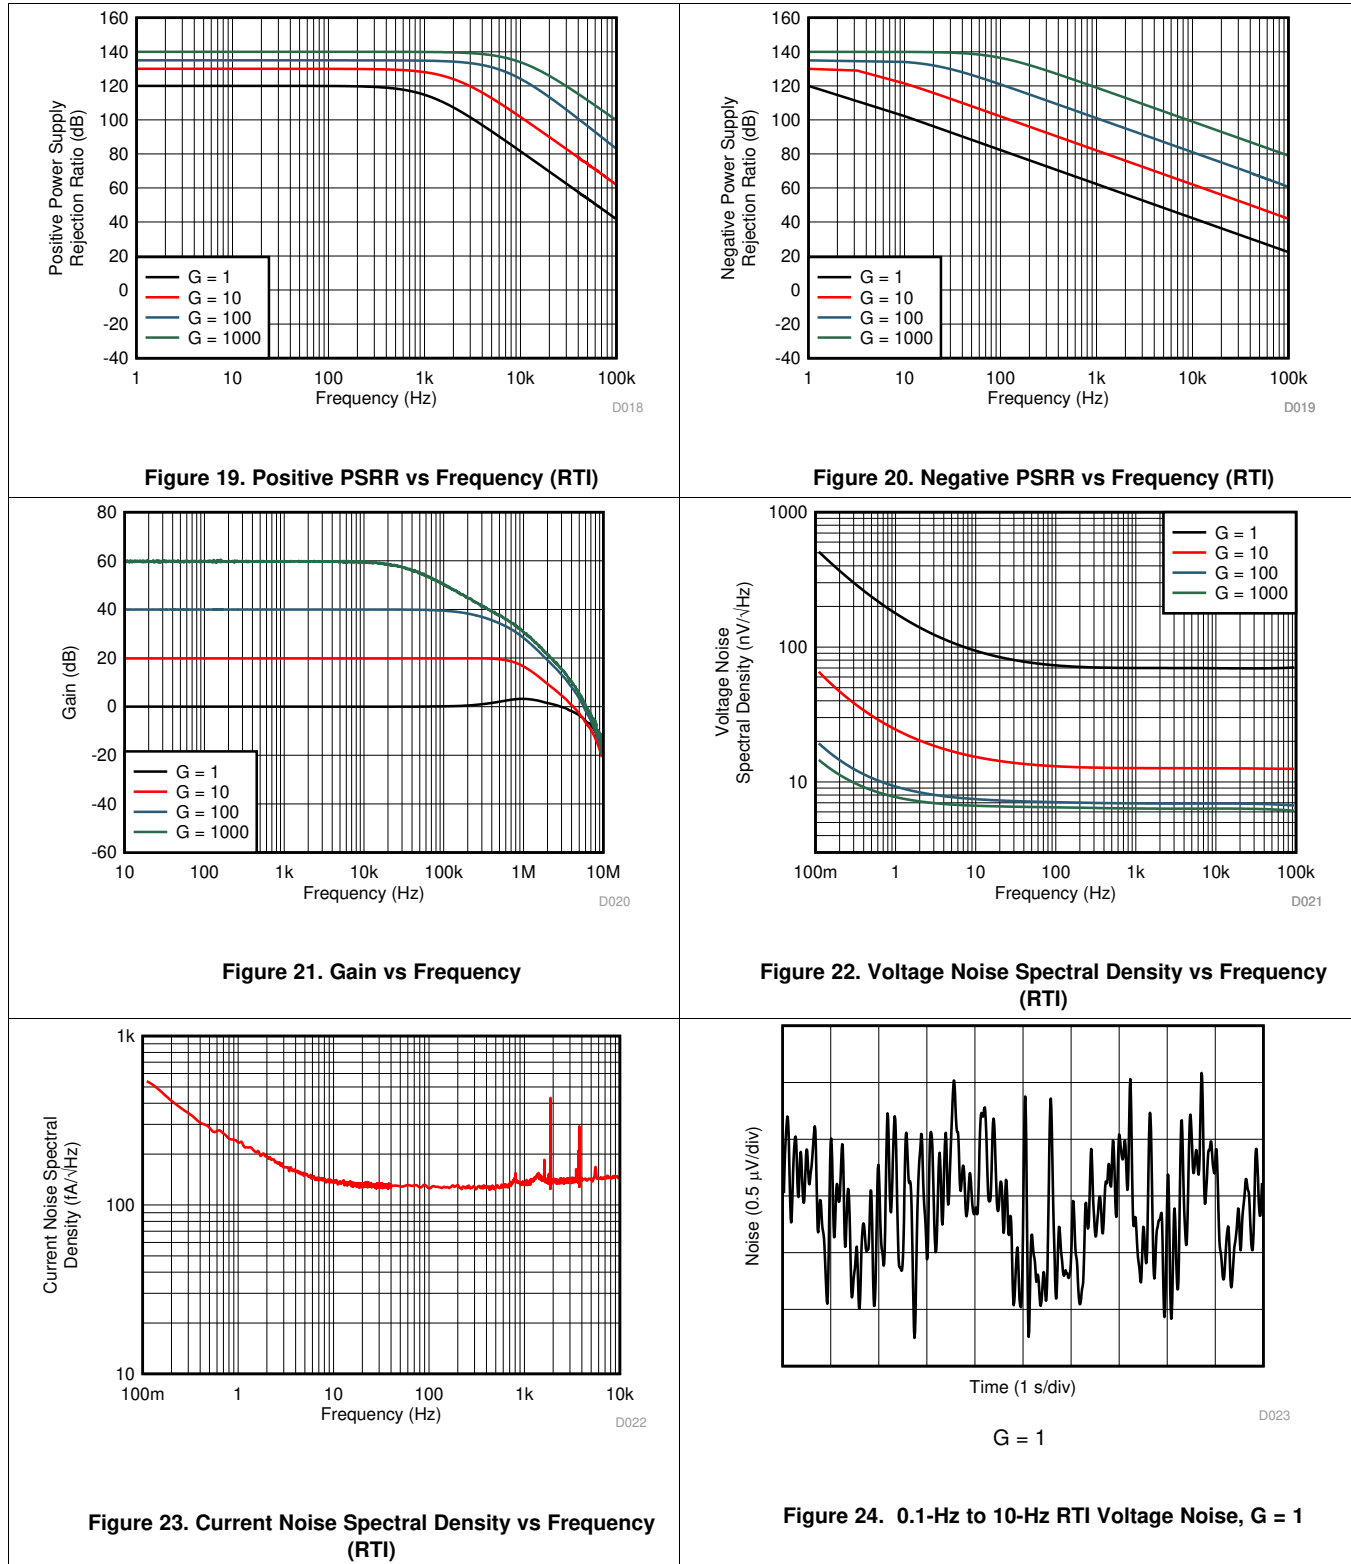 160
140
120
100
80
60
40
20
0
-20
-40
Positive Power Supply
Rejection Ratio (dB)
G = 1
G = 10
G = 100
G = 1000
1 10 100 1k 10k 100k
Frequency (Hz)
D018
Figure 19. Positive PSRR vs Frequency (RTI)
160
140
120
100
80
60
40
20
0
-20
-40
Negative Power Supply
Rejection Ratio (dB)
G = 1
G = 10
G = 100
G = 1000
1 10 100 1k 10k 100k
Frequency (Hz)
D019
Figure 20. Negative PSRR vs Frequency (RTI)
80
60
40
20
0
-20
-40
-60
Gain (dB)
G = 1
G = 10
G = 100
G = 1000
10 100 1k 10k 100k 1M 10M
Frequency (Hz)
D020
Figure 21. Gain vs Frequency
1000
100
10
Voltage Noise
Spectral Density (nV/√Hz)
G = 1
G = 10
G = 100
G = 1000
100m 1 10 100 1k 10k 100k
Frequency (Hz)
D021
Figure 22. Voltage Noise Spectral Density vs Frequency
(RTI)
1k
100
10
Current Noise Spectral
Density (fA/√Hz)
100m 1 10 100 1k 10k
Frequency (Hz)
D022
Figure 23. Current Noise Spectral Density vs Frequency
(RTI)
Noise (0.5 µV/div)
Time (1 s/div)
D023
G = 1
Figure 24. 0.1-Hz to 10-Hz RTI Voltage Noise, G = 1